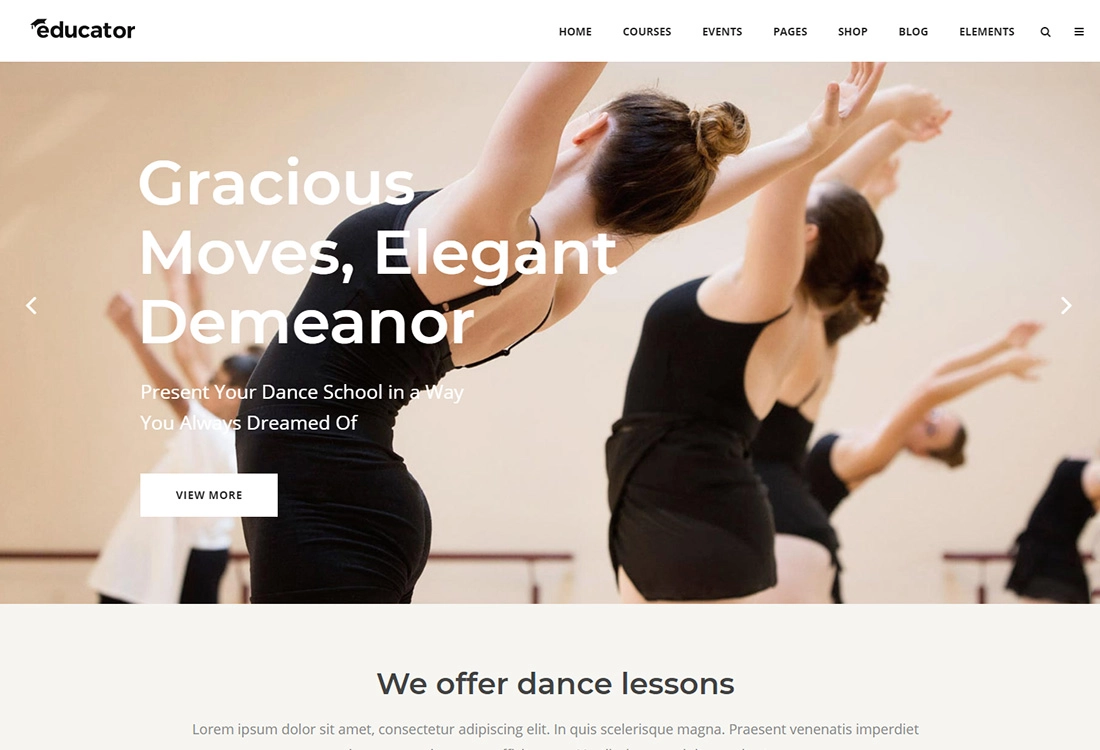 educator
HOME COURSES EVENTS PAGES SHOP BLOG ELEMENTS
Gracious
Moves, Elegant
Demeanor
Present Your Dance School in a Way
You Always Dreamed Of
VIEW MORE
We offer dance lessons
Lorem ipsum dolor sit amet, consectetur adipiscing elit. In quis scelerisque magna. Praesent venenatis imperdiet